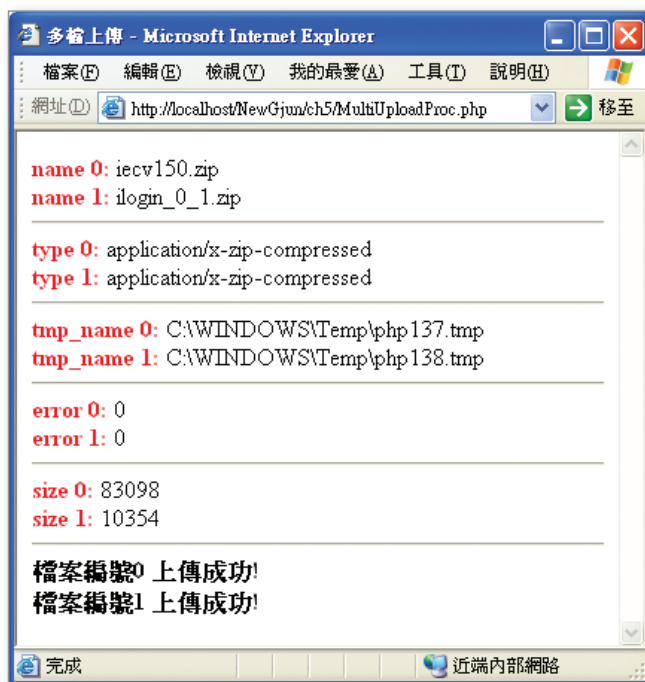 多檔上傳 - Microsoft Internet Explorer
檔案(F) 編輯(E) 檢視(V) 我的最愛(A) 工具(T) 說明(H)
網址(D) http://localhost/NewGjun/ch5/MultiUploadProc.php 移至
name 0: iecv150.zip
name 1: ilogin_0_1.zip
type 0: application/x-zip-compressed
type 1: application/x-zip-compressed
tmp_name 0: C:\WINDOWS\Temp\php137.tmp
tmp_name 1: C:\WINDOWS\Temp\php138.tmp
error 0: 0
error 1: 0
size 0: 83098
size 1: 10354
檔案編號0 上傳成功!
檔案編號1 上傳成功!
完成 近端內部網路